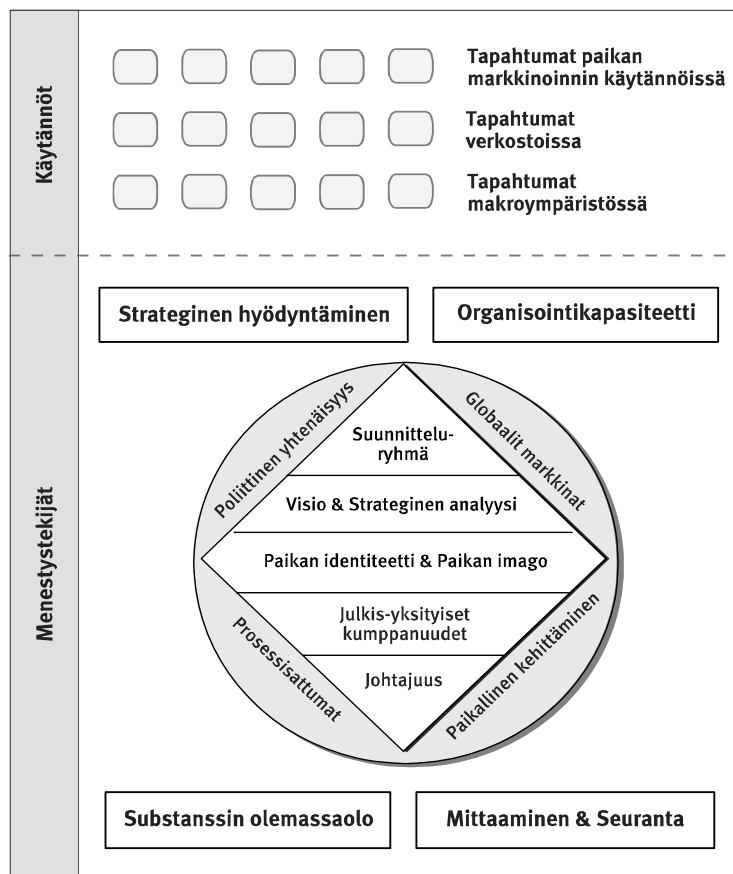 Käytännöt
Tapahtumat paikan
markkinoinnin käytännöissä
Tapahtumat
verkostoissa
Tapahtumat
makroympäristössä
Menestystekijät
Strateginen hyödyntäminen
Organisointikapasiteetti
Poliittinen yhtenäisyys
Globaalit markkinat
Suunnittelu-
ryhmä
Visio & Strateginen analyysi
Paikan identiteetti & Paikan imago
Julkis-yksityiset
kumppanuudet
Johtajuus
Prosessisattumat
Paikallinen kehittäminen
Substanssin olemassaolo
Mittaaminen & Seuranta